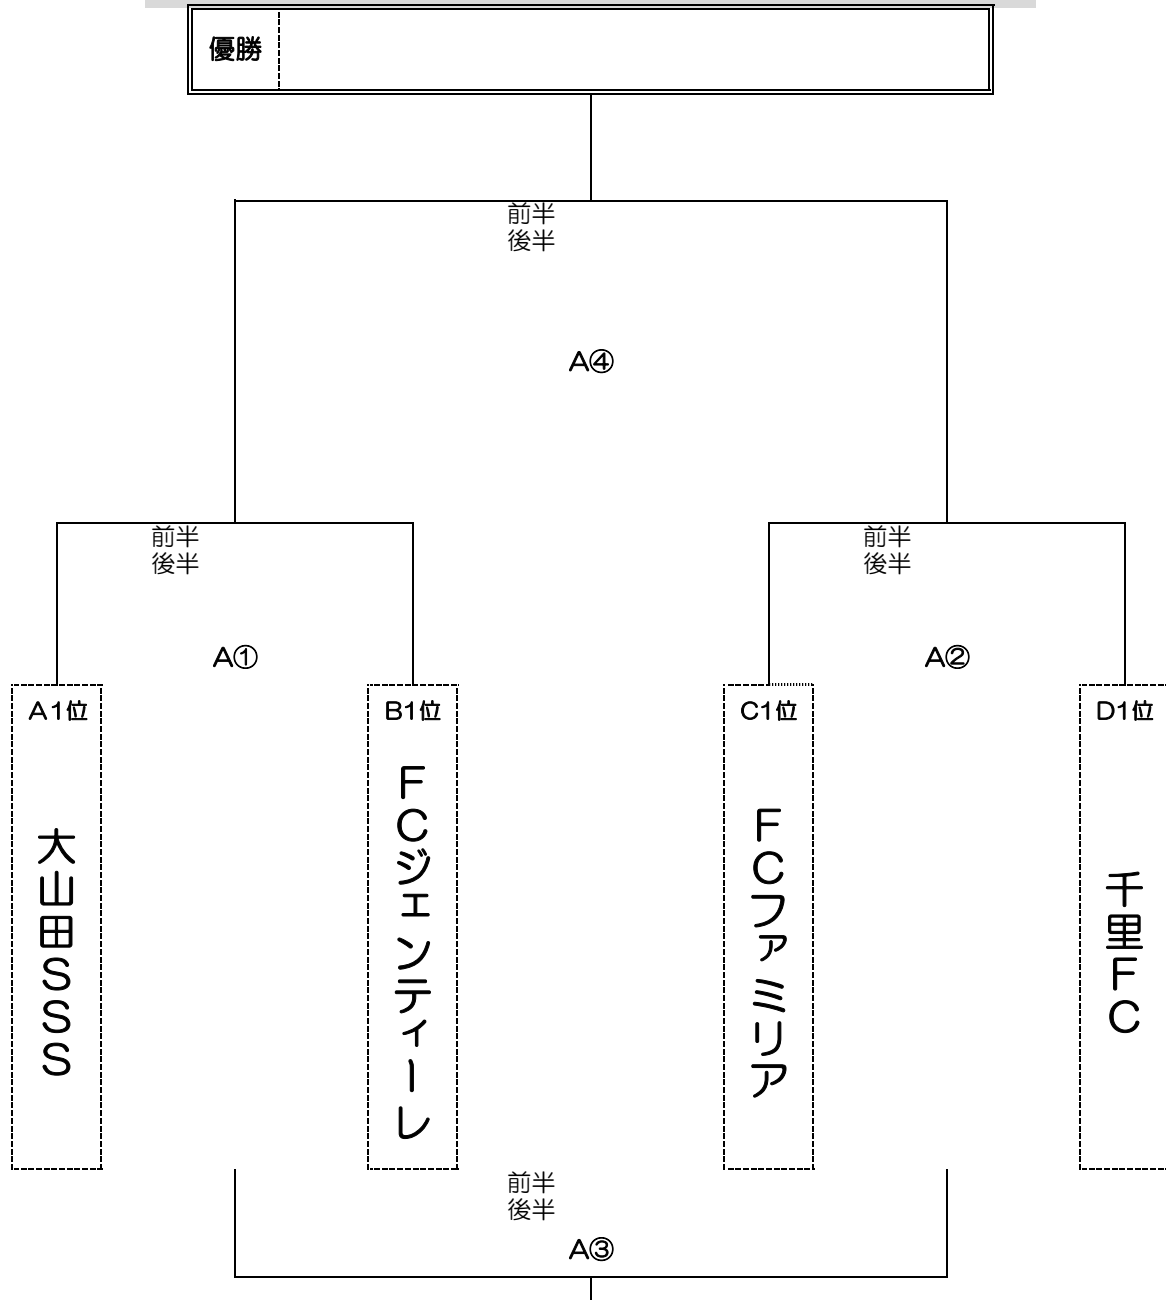 優勝
前半
後半
A④
前半
後半
前半
後半
A①
A②
A1位
B1位
C1位
D1位
大山田SSS
FCジェンティーレ
FCファミリア
千里FC
前半
後半
A③